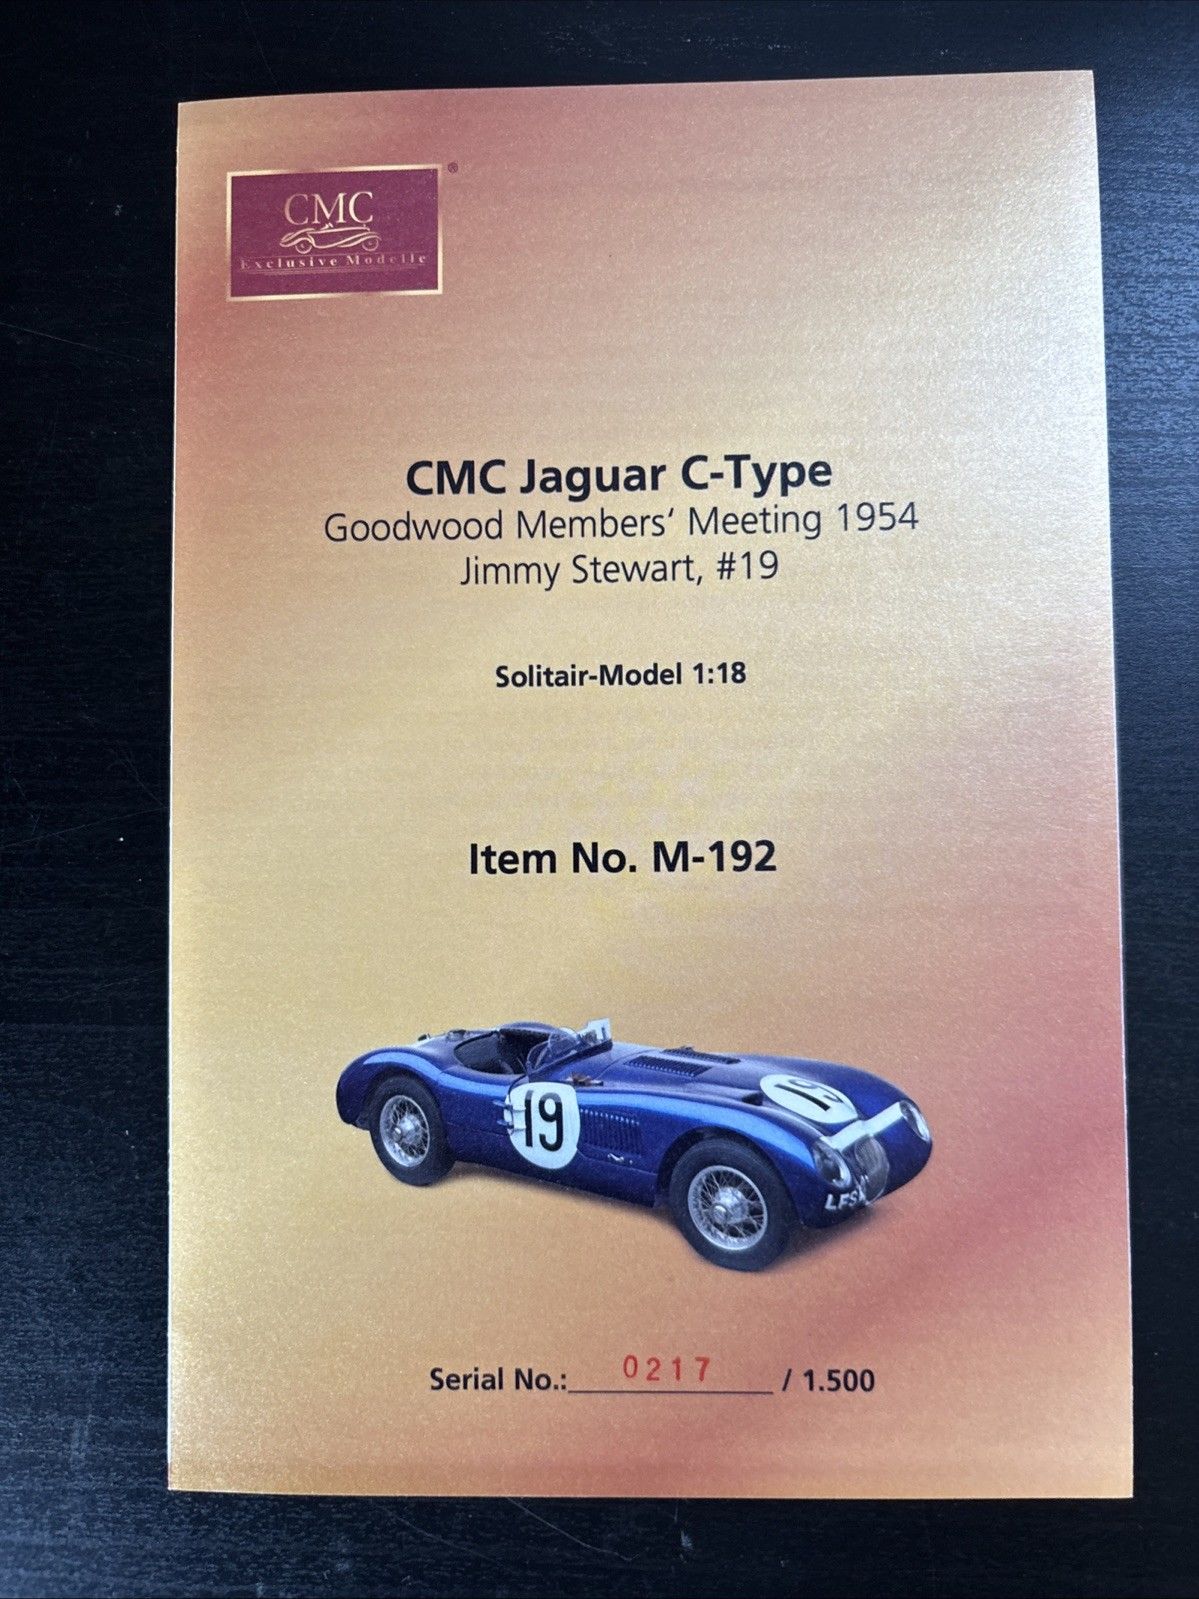 CMC
Exclusive Modelle
®
CMC Jaguar C-Type
Goodwood Members‘ Meeting 1954
Jimmy Stewart, #19
Solitair-Model 1:18
Item No. M-192
19
19
Serial No.: 0217 / 1.500